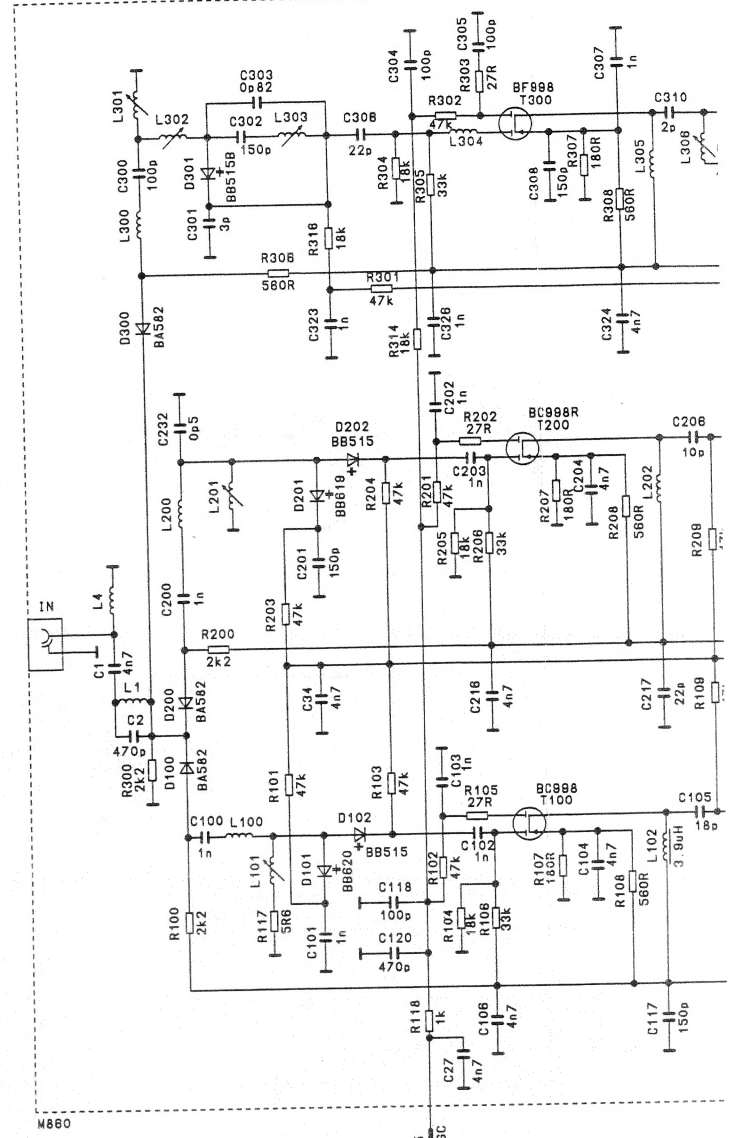 C304
100p
C305
100p
R303
27R
C307
1n
C303
0p82
L301
L302
C302
150p
L303
C306
22p
R302
47k
BF998
T300
C310
2p
L304
L305
L306
C300
100p
D301
BB515B
R304
18k
R305
33k
C308
150p
R307
180R
R308
560R
L300
C301
3p
R316
18k
R306
560R
R301
47k
D300
BA582
C323
1n
R314
18k
C326
1n
C324
4n7
C202
1n
C232
0p5
D202
BB515
R202
27R
BC998R
T200
C206
10p
L201
D201
BB619
R204
47k
R201
47k
C203
1n
R207
180R
C204
4n7
R208
560R
L202
L200
C201
150p
R205
18k
R206
33k
R209
C200
1n
R203
47k
IN
L4
C1
4n7
R200
2k2
L1
D200
BA582
C34
4n7
C216
4n7
C217
22p
R109
C2
470p
R300
2k2
D100
BA582
R101
47k
R103
47k
C103
1n
R105
27R
BC998
T100
C105
18p
C100
1n
L100
D102
BB515
C102
1n
L101
D101
BB620
R102
47k
R107
180R
C104
4n7
R108
560R
L102
3.9uH
R100
2k2
R117
5R6
C101
1n
C118
100p
R104
18k
R106
33k
C120
470p
R118
1k
C106
4n7
C117
150p
C27
4n7
M860